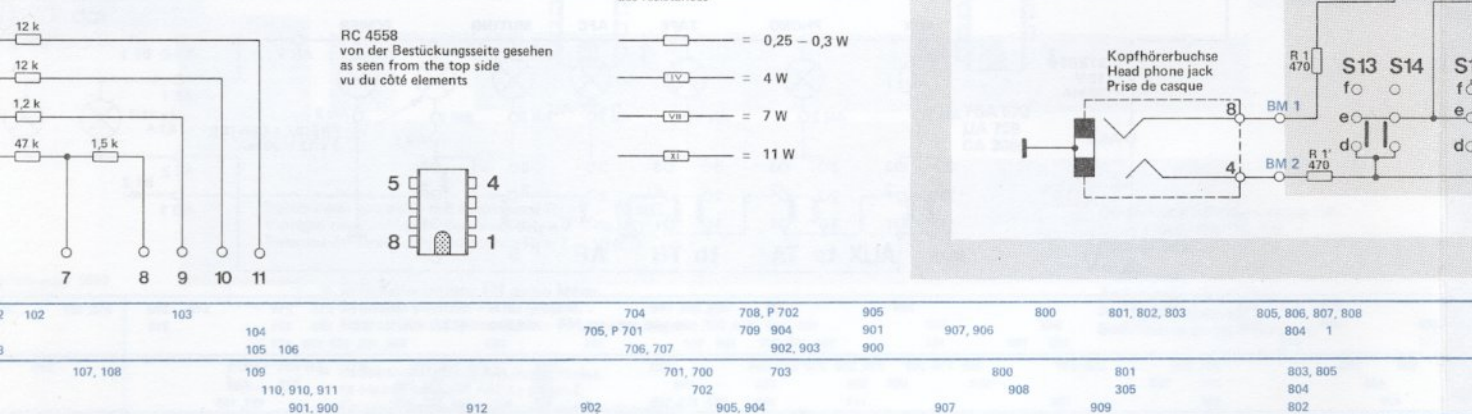 12 k
12 k
1,2 k
47 k
1,5 k
7 8 9 10 11
RC 4558
von der Bestückungsseite gesehen
as seen from the top side
vu du côté elements
5 4
8 1
= 0,25 – 0,3 W
IV = 4 W
VII = 7 W
XI = 11 W
Kopfhörerbuchse
Head phone jack
Prise de casque
8 BM 1
4 BM 2
R 1
470
R 1'
470
S13 S14
f f
e e
d d
102 103 704 708, P 702 905 800 801, 802, 803 805, 806, 807, 808
104 705, P 701 709 904 901 907, 906 804 1
105 106 706, 707 902, 903 900
107, 108 109 701, 700 703 800 801 803, 805
110, 910, 911 702 908 305 804
901, 900 912 902 905, 904 907 909 802